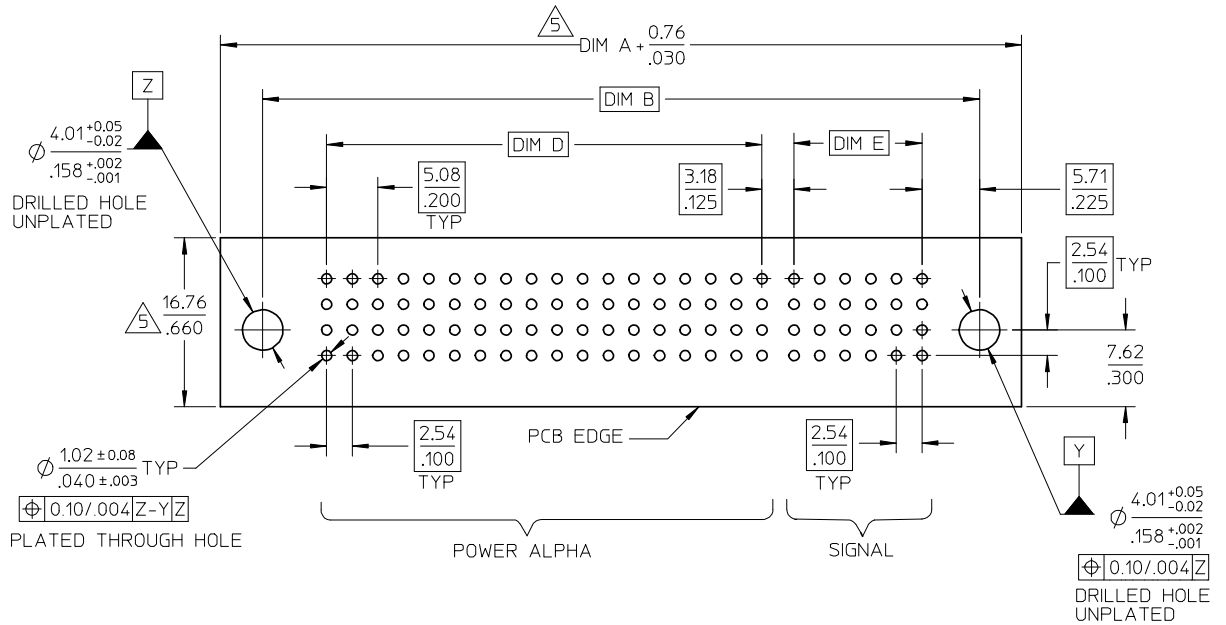 5
DIM A + 0.76
.030
Z
DIM B
Ø 4.01 +0.05
-0.02
.158 +.002
-.001
DRILLED HOLE
UNPLATED
DIM D
DIM E
5.08
.200
TYP
3.18
.125
5.71
.225
2.54
.100
TYP
5
16.76
.660
7.62
.300
2.54
.100
TYP
PCB EDGE
2.54
.100
TYP
Y
Ø 1.02 ±0.08
.040 ±.003
TYP
⌖ 0.10/.004 Z-Y Z
PLATED THROUGH HOLE
POWER ALPHA
SIGNAL
Ø 4.01 +0.05
-0.02
.158 +.002
-.001
⌖ 0.10/.004 Z
DRILLED HOLE
UNPLATED